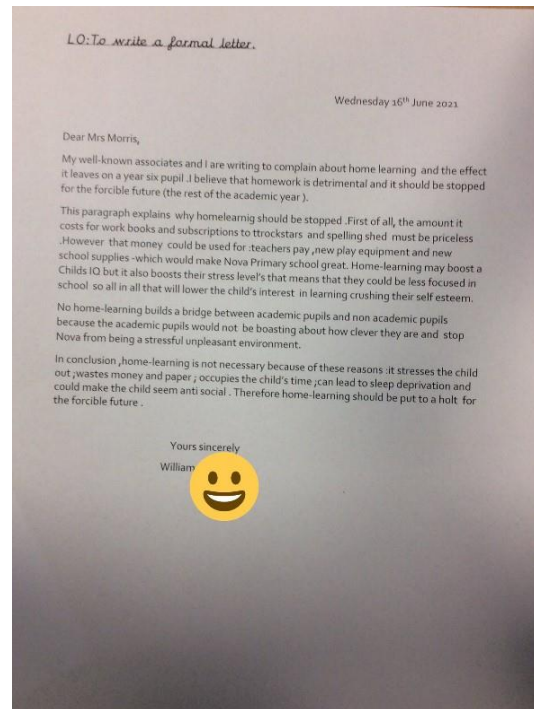 LO:To write a formal letter.
Wednesday 16th June 2021
Dear Mrs Morris,
My well-known associates and I are writing to complain about home learning and the effect
it leaves on a year six pupil .I believe that homework is detrimental and it should be stopped
for the forcible future (the rest of the academic year ).
This paragraph explains why homelearnig should be stopped .First of all, the amount it
costs for work books and subscriptions to ttrockstars and spelling shed must be priceless
.However that money could be used for :teachers pay ,new play equipment and new
school supplies -which would make Nova Primary school great. Home-learning may boost a
Childs IQ but it also boosts their stress level's that means that they could be less focused in
school so all in all that will lower the child's interest in learning crushing their self esteem.
No home-learning builds a bridge between academic pupils and non academic pupils
because the academic pupils would not be boasting about how clever they are and stop
Nova from being a stressful unpleasant environment.
In conclusion ,home-learning is not necessary because of these reasons :it stresses the child
out ;wastes money and paper ; occupies the child's time ;can lead to sleep deprivation and
could make the child seem anti social . Therefore home-learning should be put to a holt for
the forcible future .
Yours sincerely
William